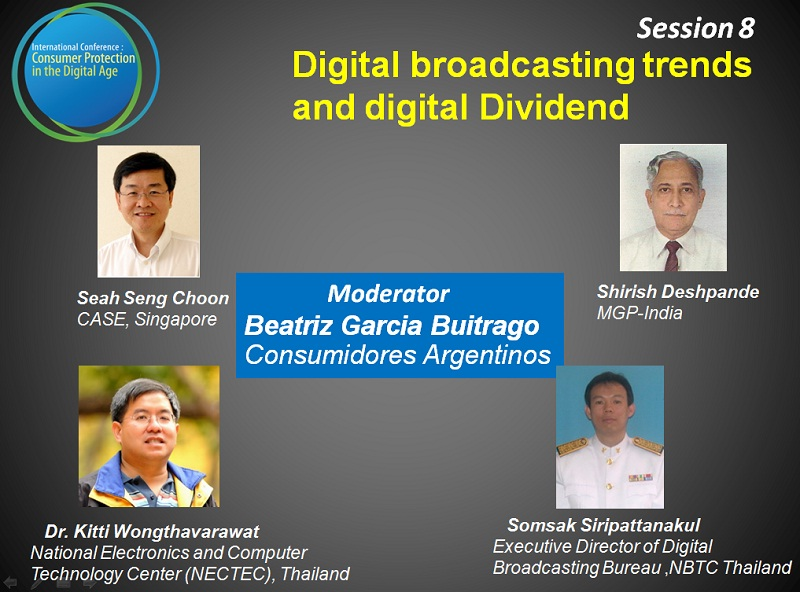 International Conference :
Consumer Protection
in the Digital Age
Session 8
Digital broadcasting trends
and digital Dividend
Seah Seng Choon
CASE, Singapore
Shirish Deshpande
MGP-India
Moderator
Beatriz Garcia Buitrago
Consumidores Argentinos
Dr. Kitti Wongthavarawat
National Electronics and Computer
Technology Center (NECTEC), Thailand
Somsak Siripattanakul
Executive Director of Digital
Broadcasting Bureau ,NBTC Thailand